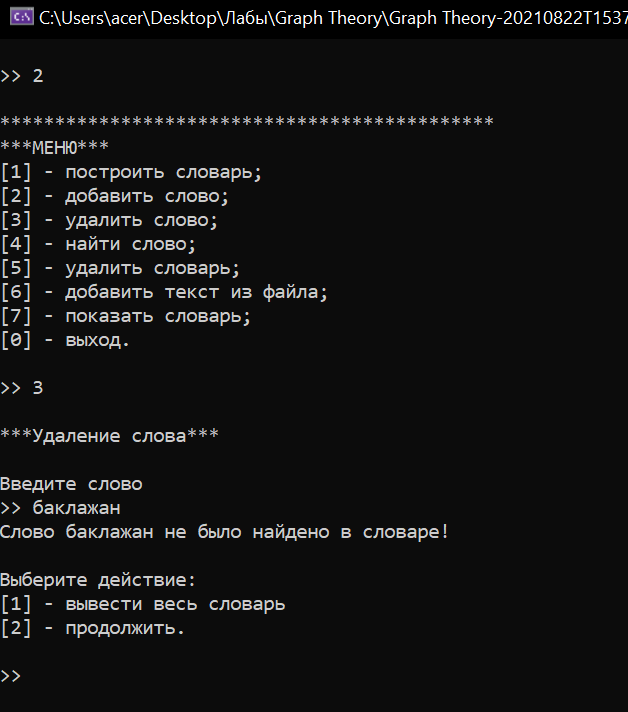 C:\Users\acer\Desktop\Лабы\Graph Theory\Graph Theory-20210822T1537
>> 2
*********************************************
***МЕНЮ***
[1] - построить словарь;
[2] - добавить слово;
[3] - удалить слово;
[4] - найти слово;
[5] - удалить словарь;
[6] - добавить текст из файла;
[7] - показать словарь;
[0] - выход.
>> 3
***Удаление слова***
Введите слово
>> баклажан
Слово баклажан не было найдено в словаре!
Выберите действие:
[1] - вывести весь словарь
[2] - продолжить.
>>